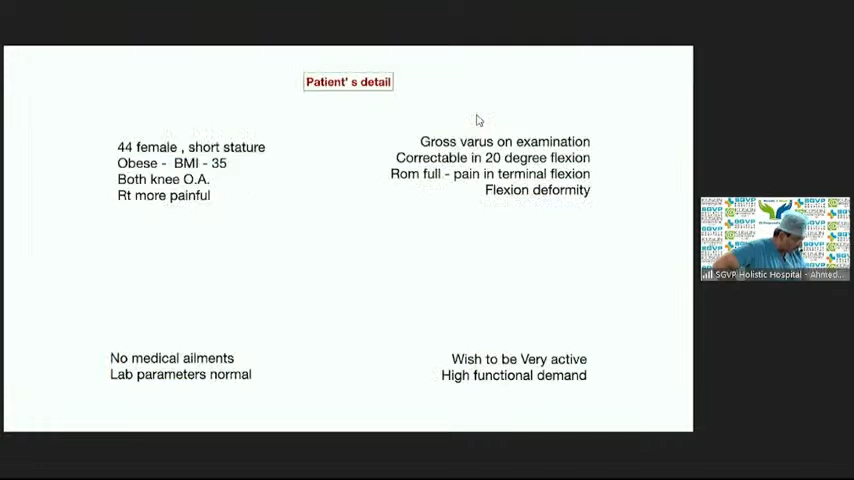 Patient' s detail
44 female , short stature
Obese - BMI - 35
Both knee O.A.
Rt more painful
Gross varus on examination
Correctable in 20 degree flexion
Rom full - pain in terminal flexion
Flexion deformity
No medical ailments
Lab parameters normal
Wish to be Very active
High functional demand
SGVP Holistic Hospital - Ahmed...